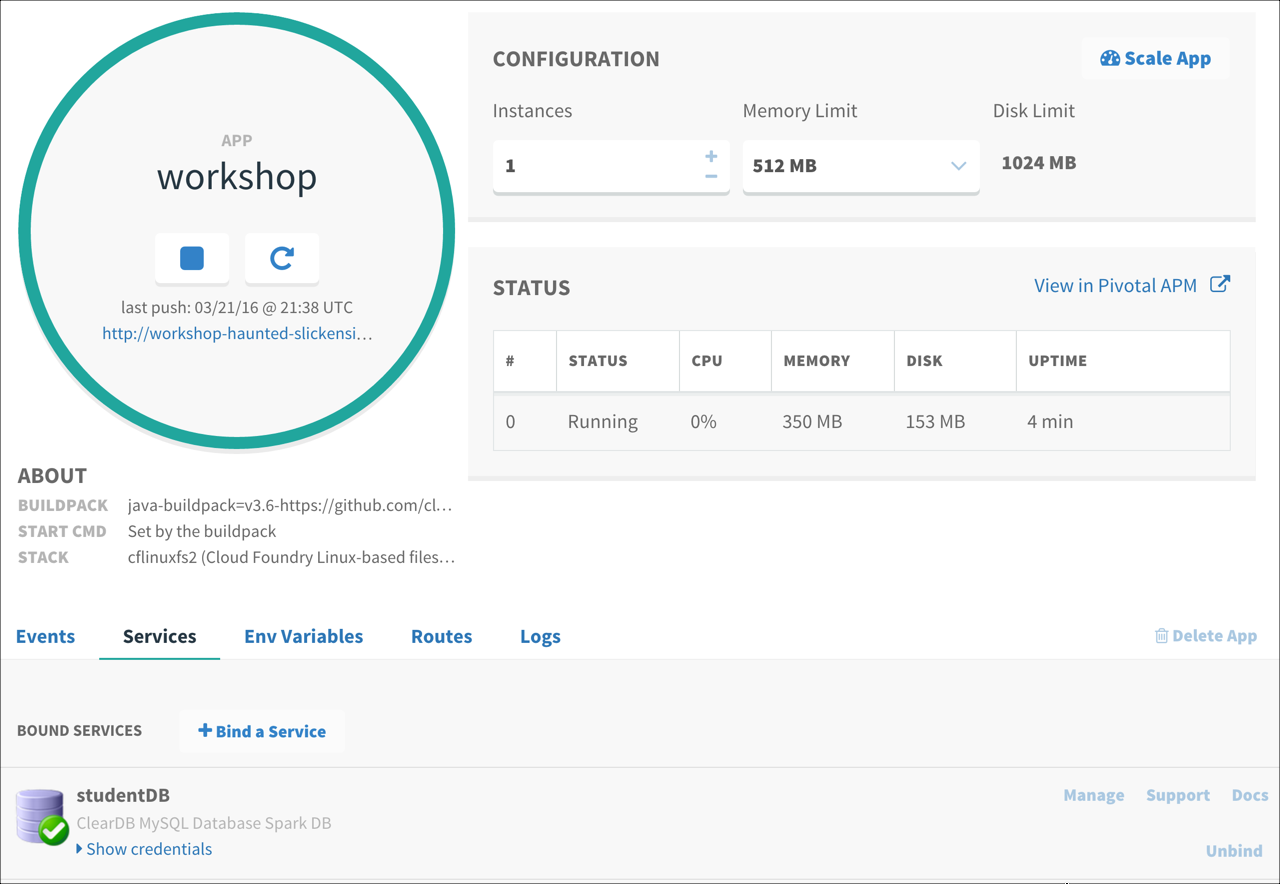 APP
workshop
last push: 03/21/16 @ 21:38 UTC
http://workshop-haunted-slickensi…
ABOUT
BUILDPACK java-buildpack=v3.6-https://github.com/cl…
START CMD Set by the buildpack
STACK cflinuxfs2 (Cloud Foundry Linux-based files…
CONFIGURATION
Scale App
Instances Memory Limit Disk Limit
1 512 MB 1024 MB
STATUS
View in Pivotal APM
# STATUS CPU MEMORY DISK UPTIME
0 Running 0% 350 MB 153 MB 4 min
Events Services Env Variables Routes Logs Delete App
BOUND SERVICES + Bind a Service
studentDB Manage Support Docs
ClearDB MySQL Database Spark DB
Show credentials Unbind